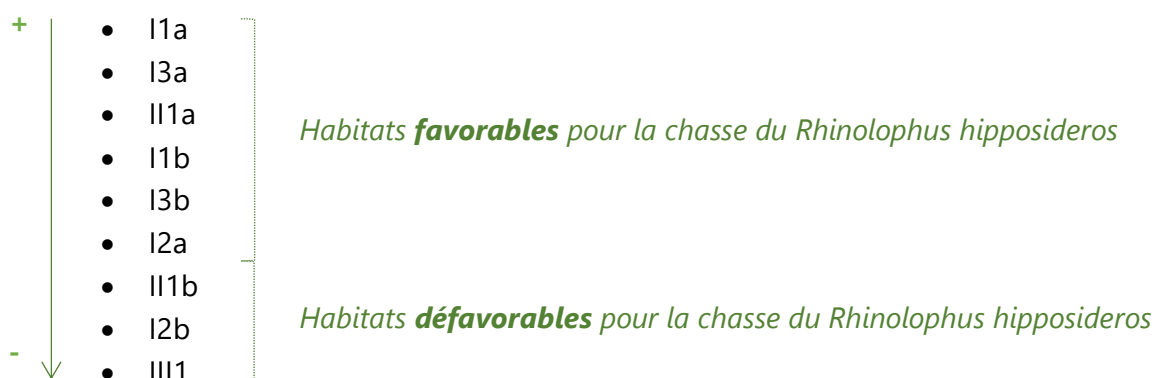 +
• I1a
• I3a
• II1a
Habitats favorables pour la chasse du Rhinolophus hipposideros
• I1b
• I3b
• I2a
• II1b
Habitats défavorables pour la chasse du Rhinolophus hipposideros
• I2b
-
• III1